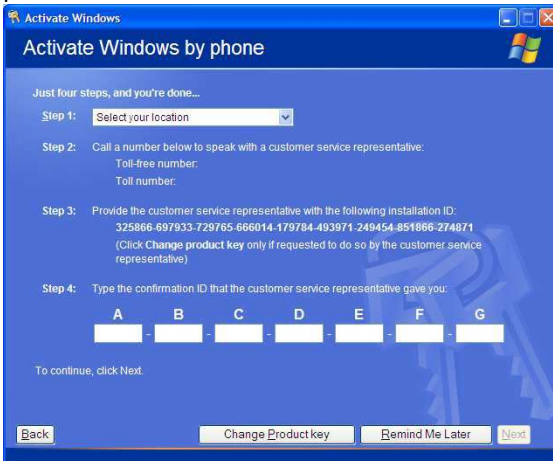 Activate Windows
Activate Windows by phone
Just four steps, and you're done...
Step 1: Select your location
Step 2: Call a number below to speak with a customer service representative:
Toll-free number:
Toll number:
Step 3: Provide the customer service representative with the following installation ID:
325866-697933-729765-666014-179784-493971-249454-851866-274871
(Click Change product key only if requested to do so by the customer service
representative)
Step 4: Type the confirmation ID that the customer service representative gave you:
A B C D E F G
- - - - - -
To continue, click Next.
Back Change Product key Remind Me Later Next